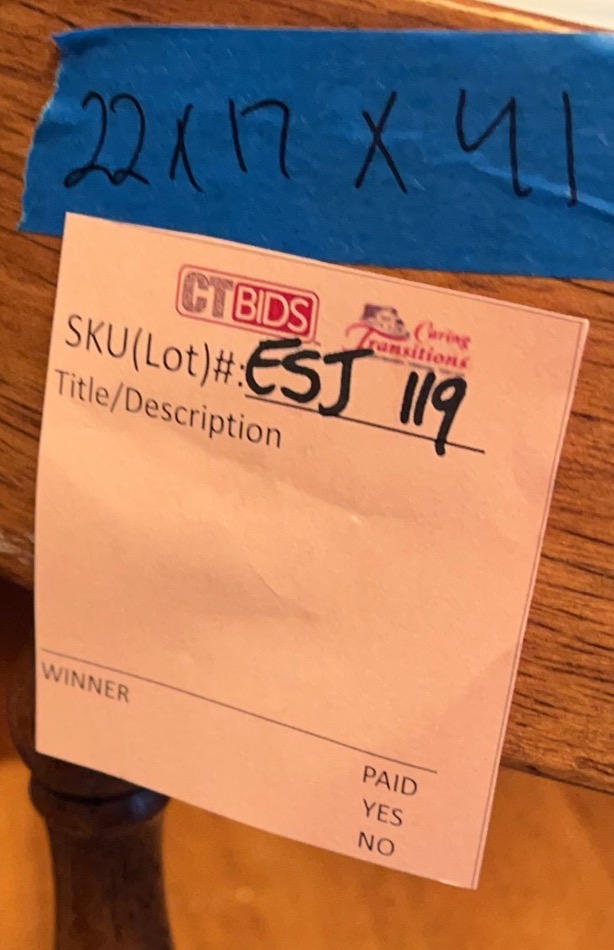 22 x 17 x 41
CTBIDS
Caring
Transitions
SKU(Lot)#: ESJ 119
Title/Description
WINNER
PAID
YES
NO